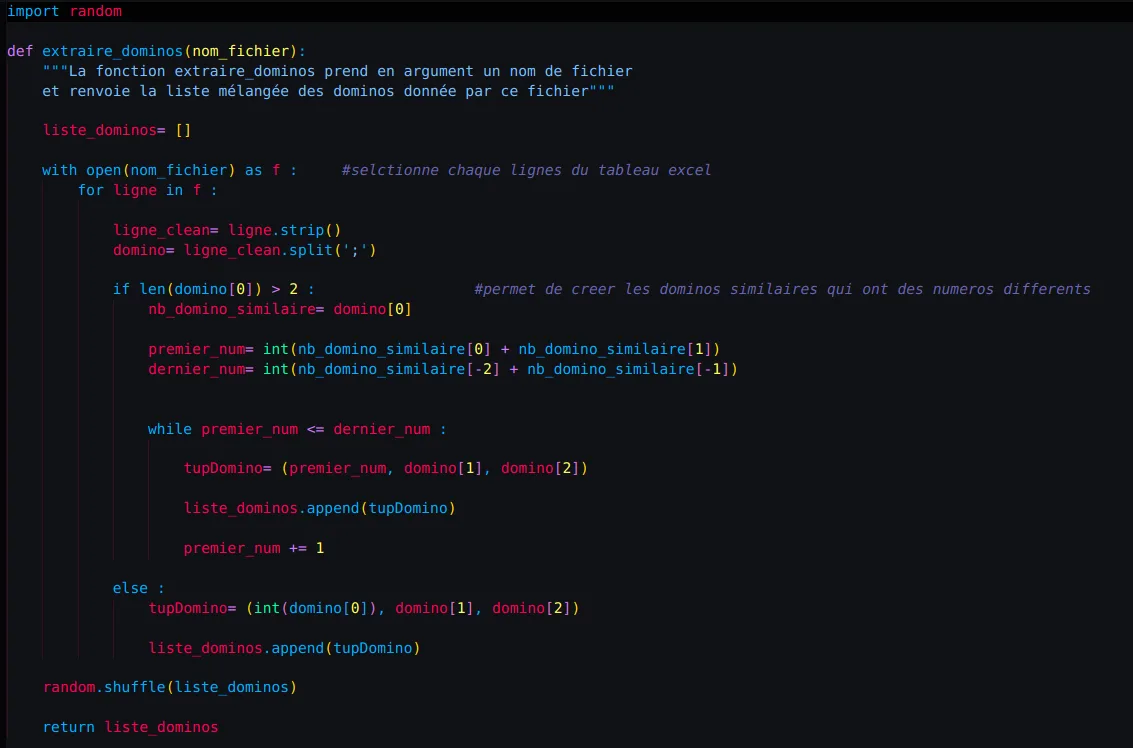 import random
def extraire_dominos(nom_fichier):
"""La fonction extraire_dominos prend en argument un nom de fichier
et renvoie la liste mélangée des dominos donnée par ce fichier"""
liste_dominos= []
with open(nom_fichier) as f :     #selctionne chaque lignes du tableau excel
for ligne in f :
ligne_clean= ligne.strip()
domino= ligne_clean.split(';')
if len(domino[0]) > 2 :                  #permet de creer les dominos similaires qui ont des numeros differents
nb_domino_similaire= domino[0]
premier_num= int(nb_domino_similaire[0] + nb_domino_similaire[1])
dernier_num= int(nb_domino_similaire[-2] + nb_domino_similaire[-1])
while premier_num <= dernier_num :
tupDomino= (premier_num, domino[1], domino[2])
liste_dominos.append(tupDomino)
premier_num += 1
else :
tupDomino= (int(domino[0]), domino[1], domino[2])
liste_dominos.append(tupDomino)
random.shuffle(liste_dominos)
return liste_dominos